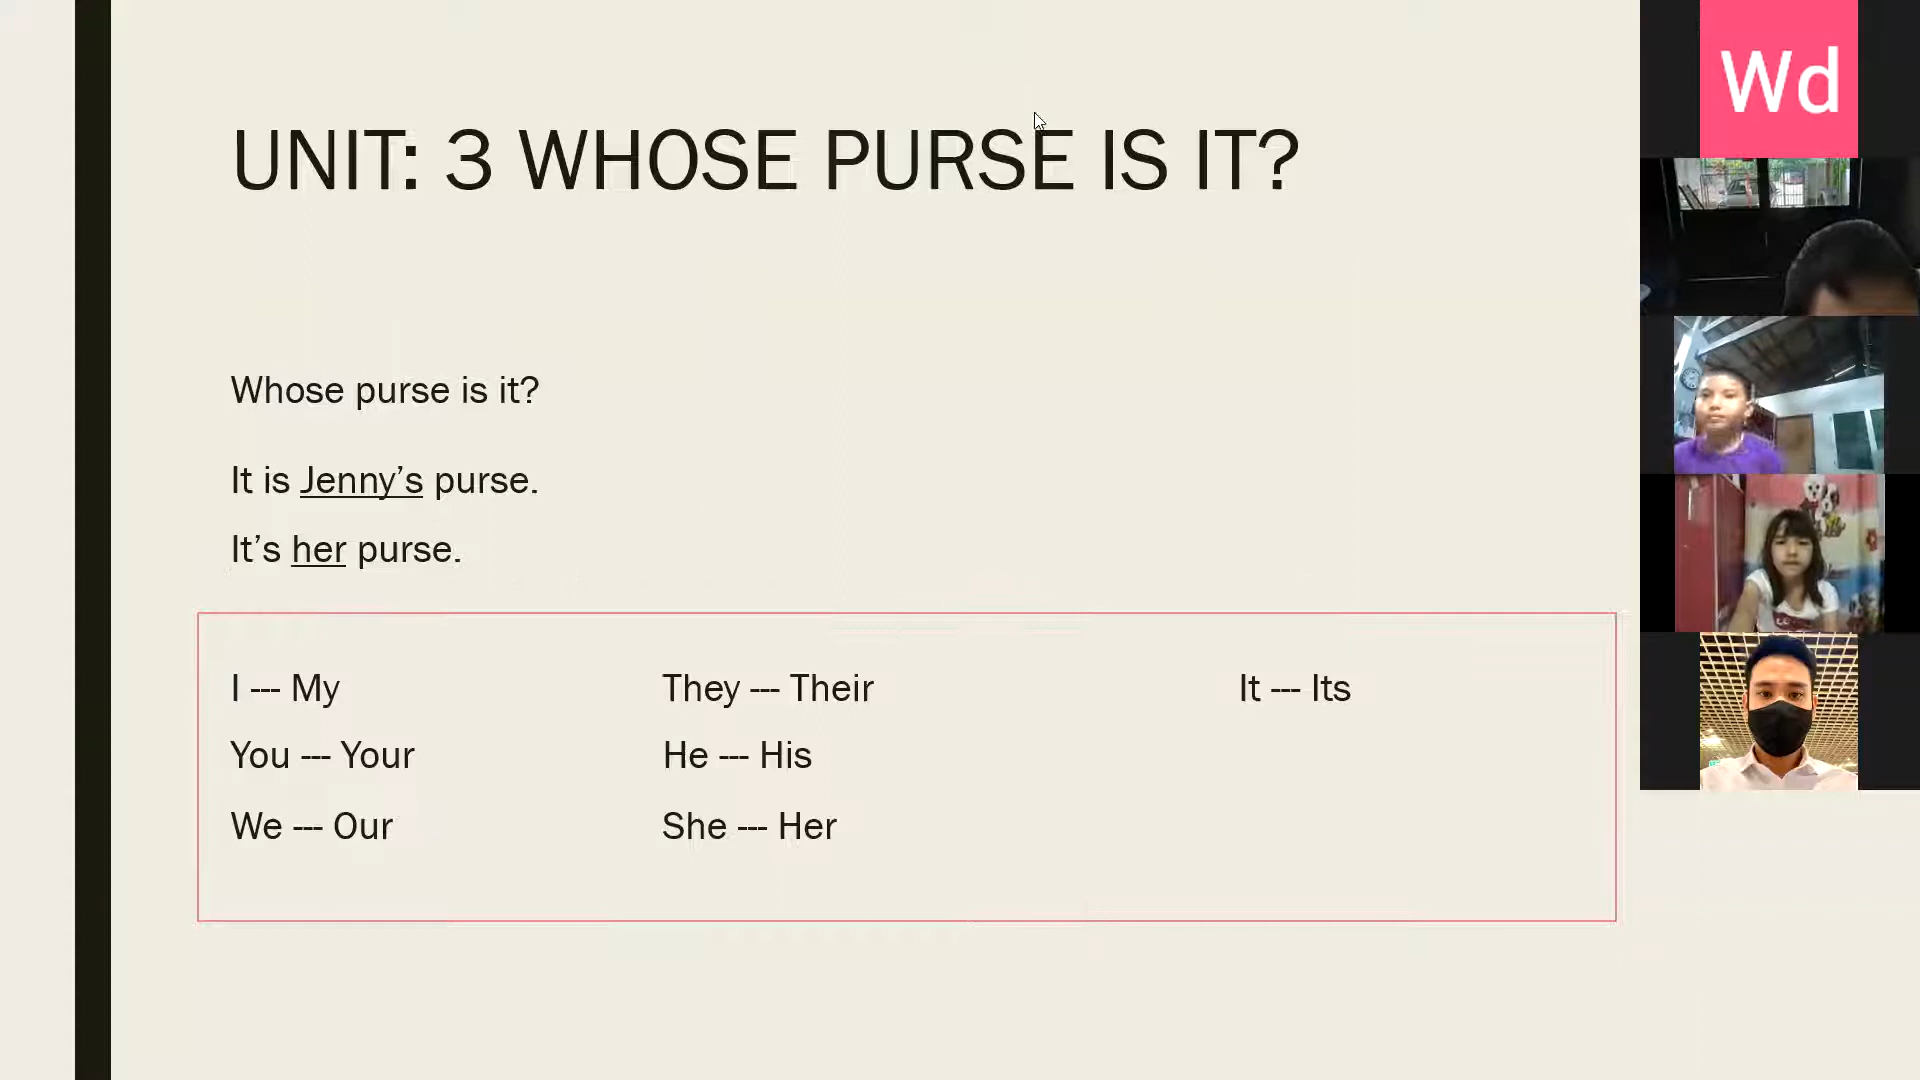 UNIT: 3 WHOSE PURSE IS IT?
Whose purse is it?
It is Jenny’s purse.
It’s her purse.
I --- My
They --- Their
It --- Its
You --- Your
He --- His
We --- Our
She --- Her
Wd